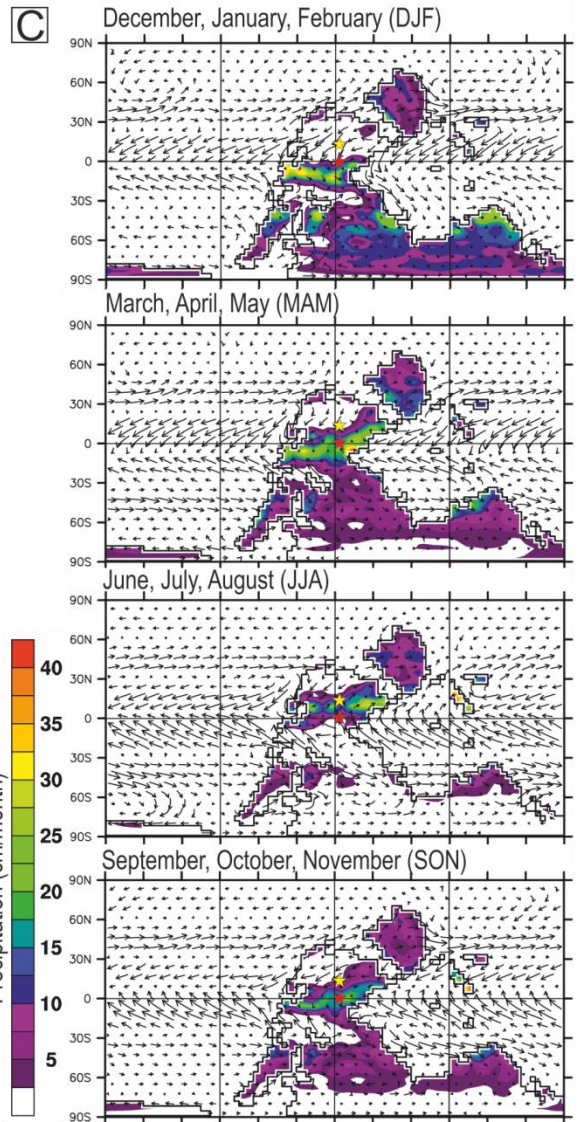 C
December, January, February (DJF)
90N
60N
30N
0
30S
60S
90S
March, April, May (MAM)
90N
60N
30N
0
30S
60S
90S
June, July, August (JJA)
90N
60N
30N
0
30S
60S
90S
September, October, November (SON)
90N
60N
30N
0
30S
60S
90S
40
35
30
25
20
15
10
5